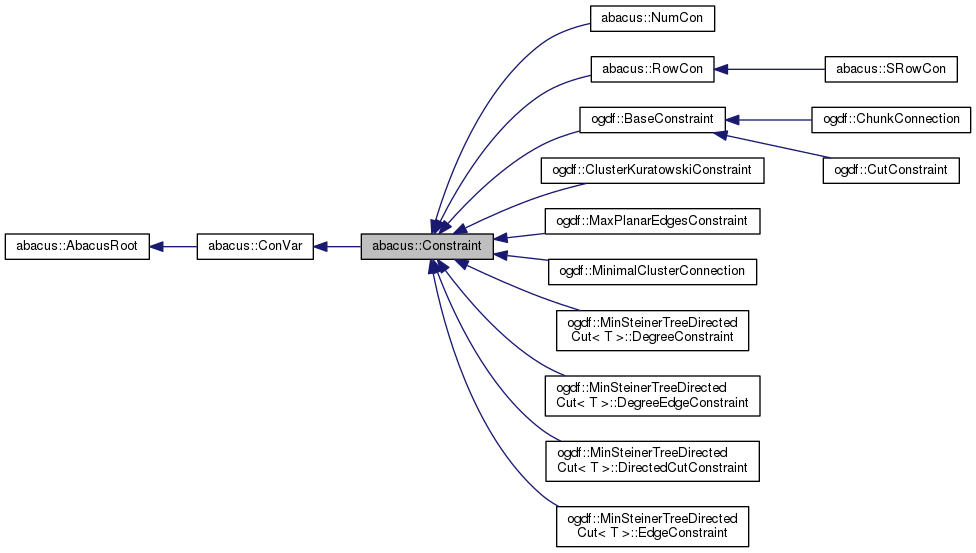 abacus::NumCon
abacus::RowCon
abacus::SRowCon
ogdf::BaseConstraint
ogdf::ChunkConnection
ogdf::CutConstraint
ogdf::ClusterKuratowskiConstraint
ogdf::MaxPlanarEdgesConstraint
abacus::AbacusRoot
abacus::ConVar
abacus::Constraint
ogdf::MinimalClusterConnection
ogdf::MinSteinerTreeDirected
Cut< T >::DegreeConstraint
ogdf::MinSteinerTreeDirected
Cut< T >::DegreeEdgeConstraint
ogdf::MinSteinerTreeDirected
Cut< T >::DirectedCutConstraint
ogdf::MinSteinerTreeDirected
Cut< T >::EdgeConstraint